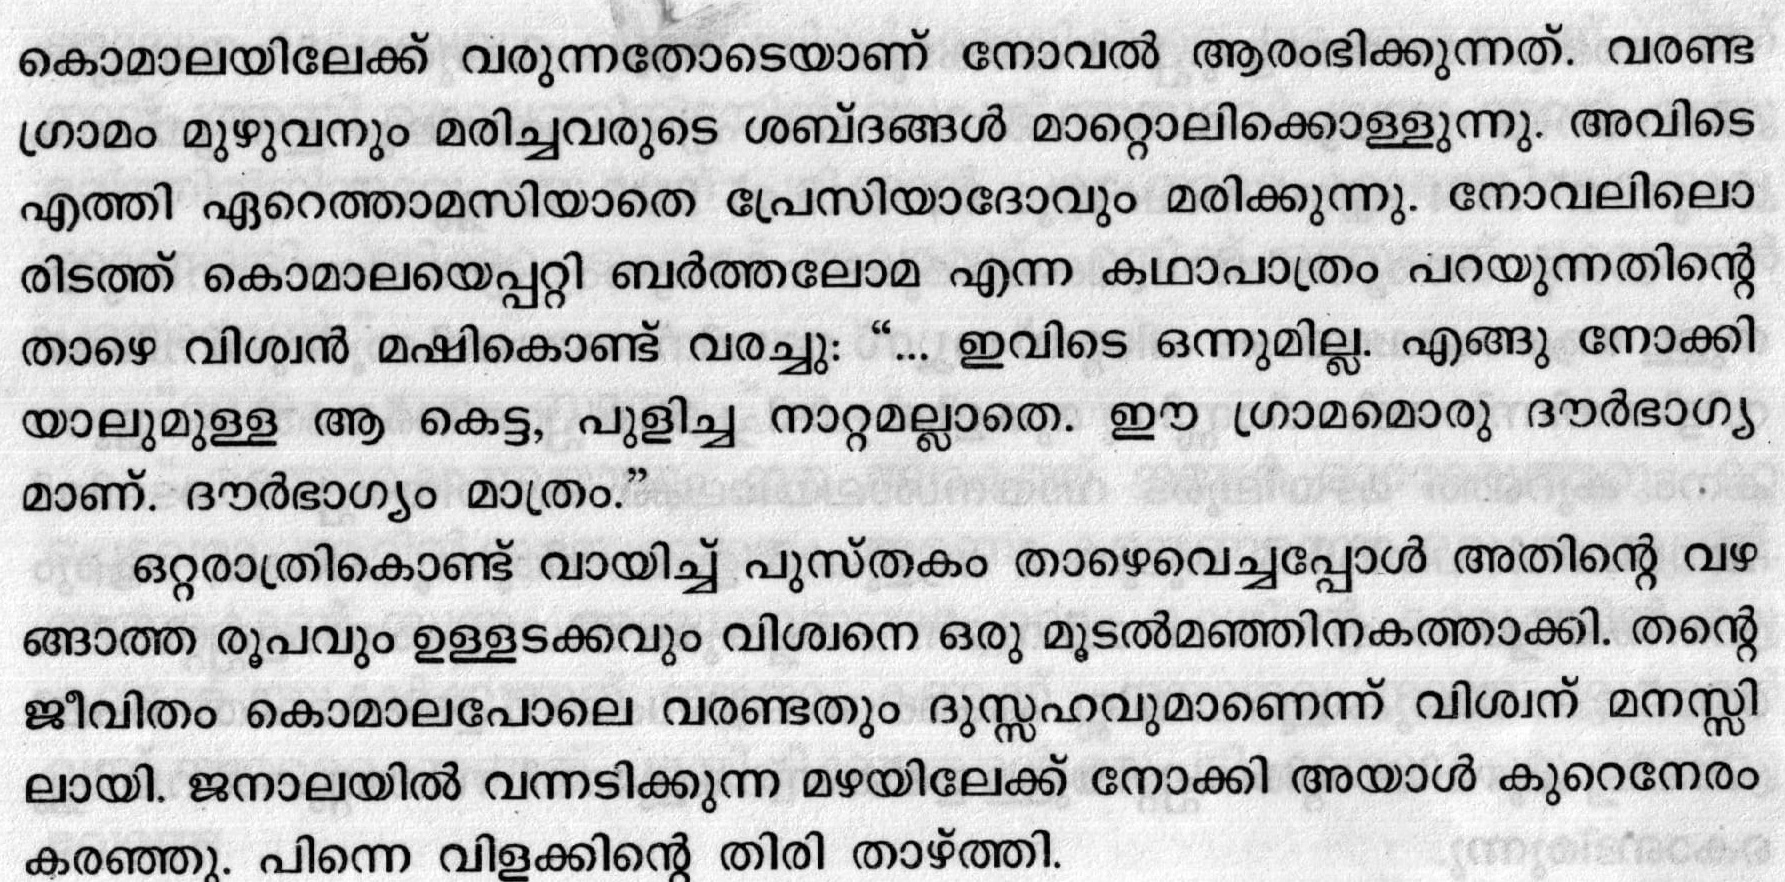 കൊമാലയിലേക്ക് വരുന്നതോടെയാണ് നോവൽ ആരംഭിക്കുന്നത്. വരണ്ട
ഗ്രാമം മുഴുവനും മരിച്ചവരുടെ ശബ്ദങ്ങൾ മാറ്റൊലിക്കൊള്ളുന്നു. അവിടെ
എത്തി ഏറെത്താമസിയാതെ പ്രേസിയാദോവും മരിക്കുന്നു. നോവലിലൊ
രിടത്ത് കൊമാലയെപ്പറ്റി ബർത്തലോമ എന്ന കഥാപാത്രം പറയുന്നതിന്റെ
താഴെ വിശ്വൻ മഷികൊണ്ട് വരച്ചു: “... ഇവിടെ ഒന്നുമില്ല. എങ്ങു നോക്കി
യാലുമുള്ള ആ കെട്ട, പുളിച്ച നാറ്റമല്ലാതെ. ഈ ഗ്രാമമൊരു ദൗർഭാഗ്യ
മാണ്. ദൗർഭാഗ്യം മാത്രം.”
ഒറ്റരാത്രികൊണ്ട് വായിച്ച് പുസ്തകം താഴെവെച്ചപ്പോൾ അതിന്റെ വഴ
ങ്ങാത്ത രൂപവും ഉള്ളടക്കവും വിശ്വനെ ഒരു മൂടൽമഞ്ഞിനകത്താക്കി. തന്റെ
ജീവിതം കൊമാലപോലെ വരണ്ടതും ദുസ്സഹവുമാണെന്ന് വിശ്വന് മനസ്സി
ലായി. ജനാലയിൽ വന്നടിക്കുന്ന മഴയിലേക്ക് നോക്കി അയാൾ കുറെനേരം
കരഞ്ഞു. പിന്നെ വിളക്കിന്റെ തിരി താഴ്ത്തി.